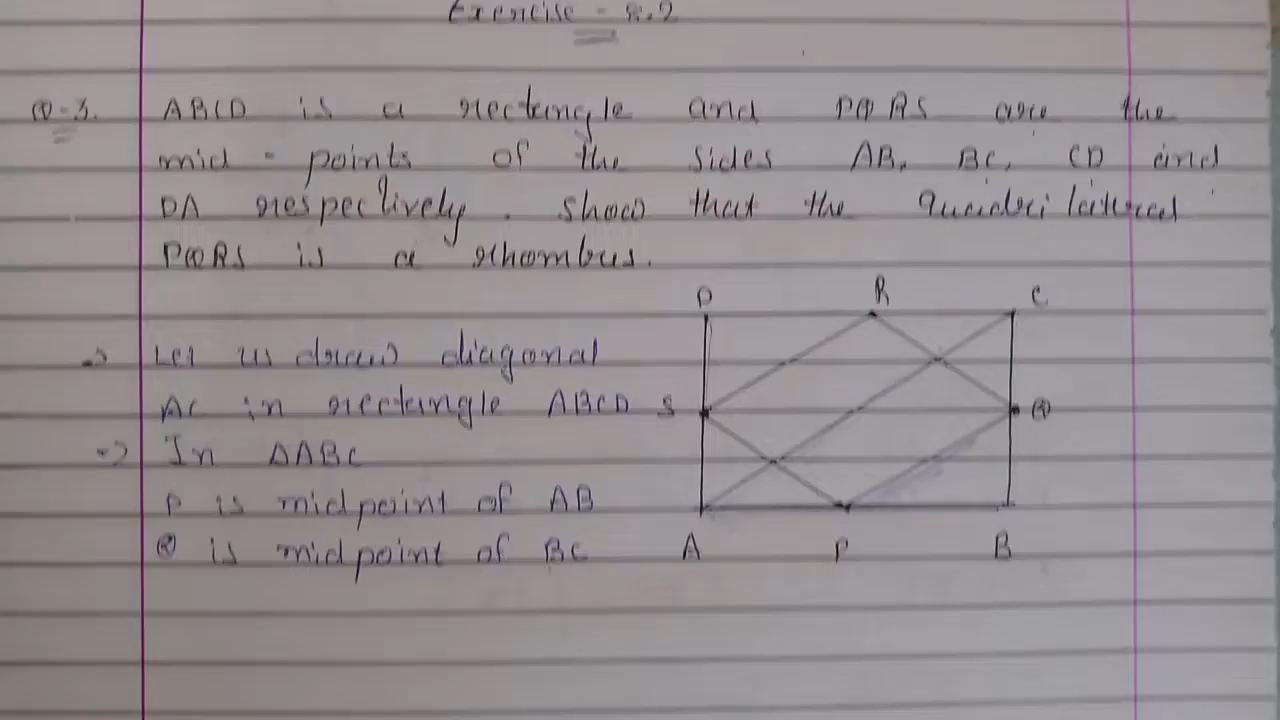 Exercise - 8.2
Q-3. ABCD is a rectangle and PQRS are the
mid-points of the sides AB, BC, CD and
DA respectively. Show that the quadrilateral
PQRS is a rhombus.
D R C
⇒ Let us draw diagonal
AC in rectangle ABCD
S Q
⇒ In ΔABC
P is midpoint of AB
Q is midpoint of BC
A P B